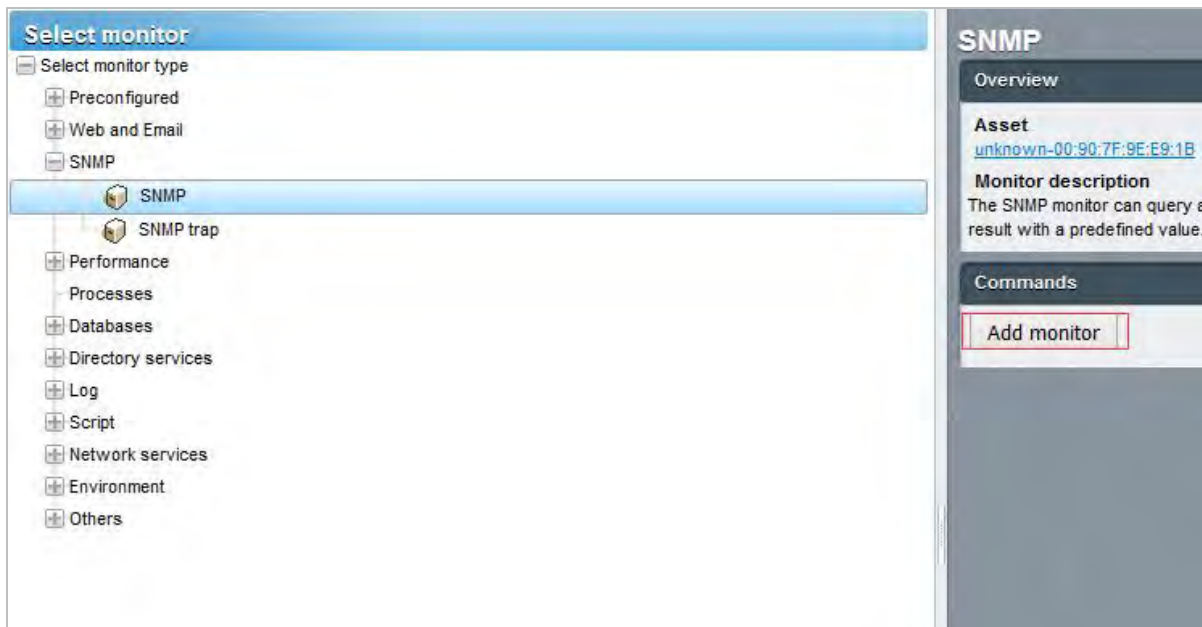 Select monitor
Select monitor type
Preconfigured
Web and Email
SNMP
SNMP
SNMP trap
Performance
Processes
Databases
Directory services
Log
Script
Network services
Environment
Others
SNMP
Overview
Asset
unknown-00:90:7F:9E:E9:1B
Monitor description
The SNMP monitor can query a
result with a predefined value.
Commands
Add monitor